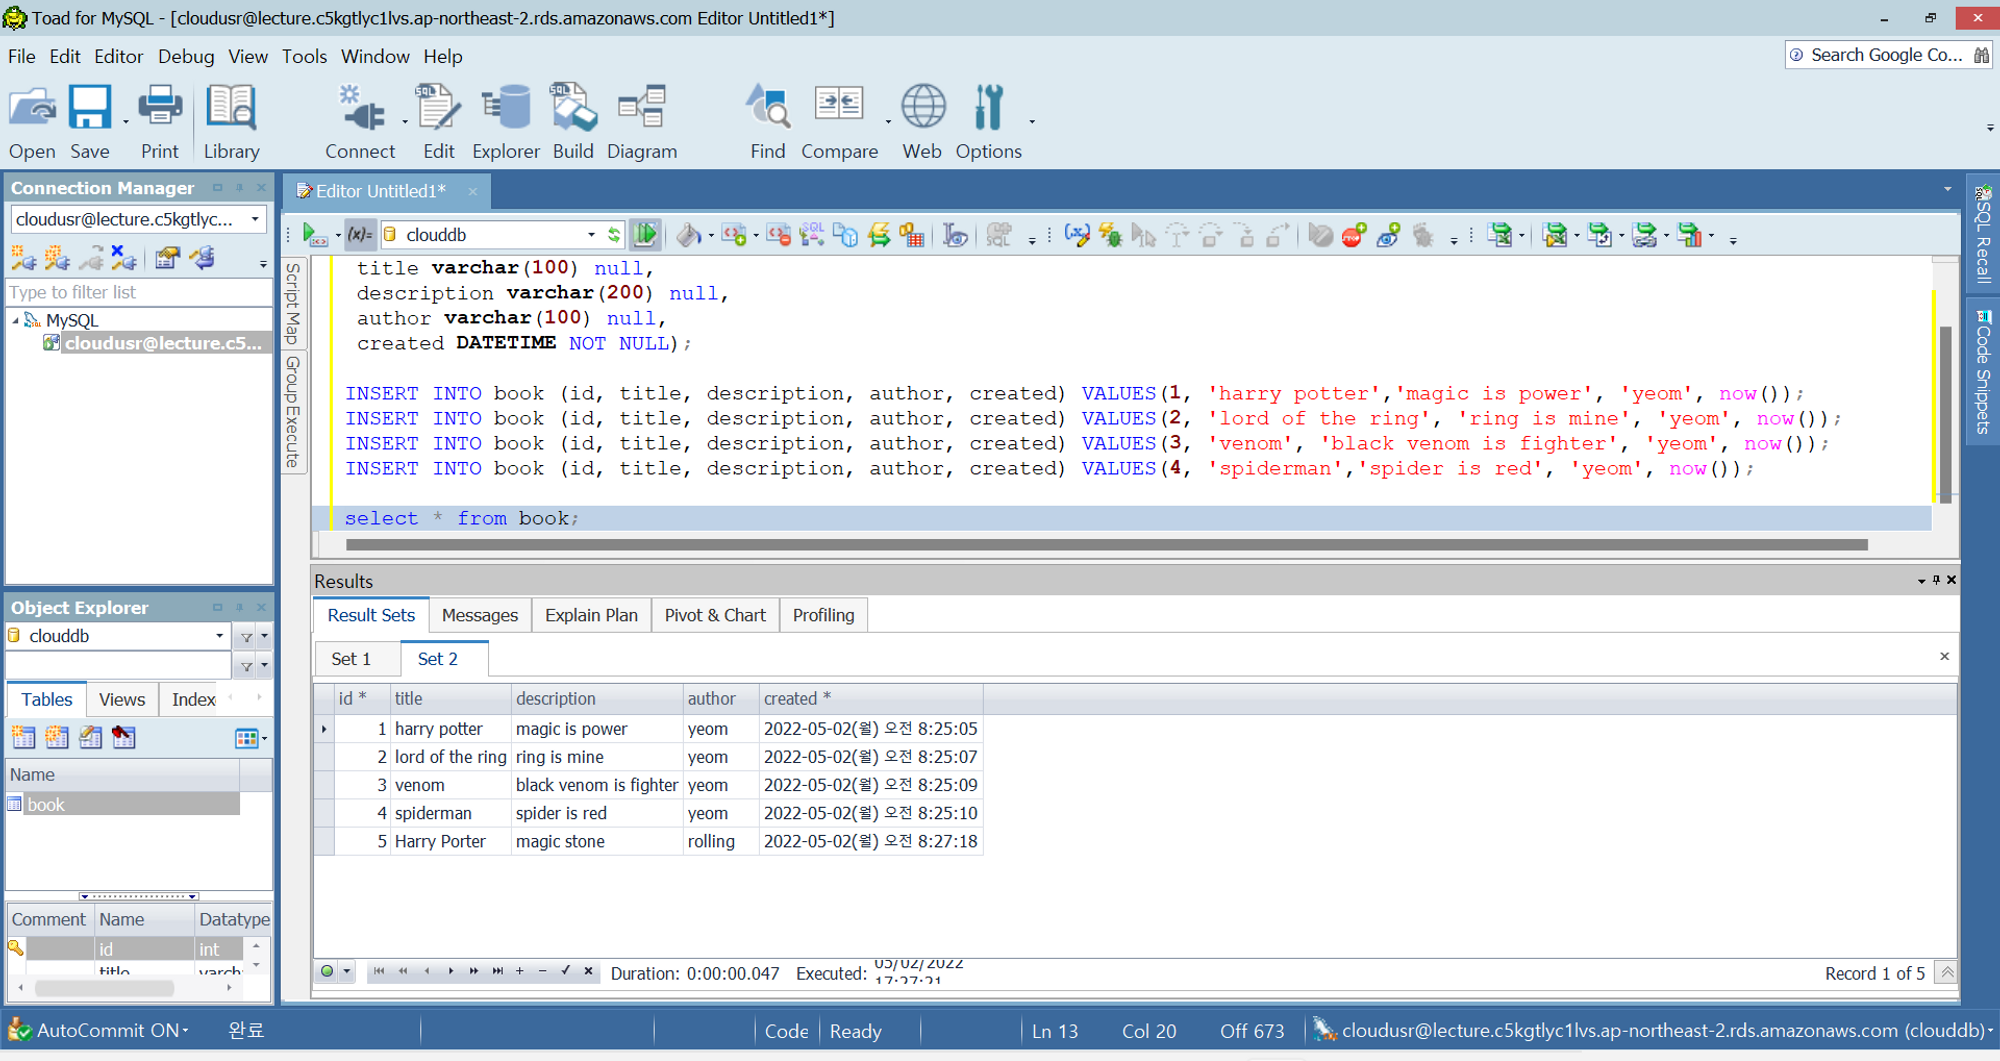 Toad for MySQL - [cloudusr@lecture.c5kgtlyc1lvs.ap-northeast-2.rds.amazonaws.com Editor Untitled1*]
File Edit Editor Debug View Tools Window Help
Search Google Co...
Open Save Print Library Connect Edit Explorer Build Diagram Find Compare Web Options
Connection Manager
cloudusr@lecture.c5kgtlyc...
Type to filter list
MySQL
cloudusr@lecture.c5...
Object Explorer
clouddb
Tables Views Index
Name
book
Comment Name Datatype
id int
title varch
Editor Untitled1*
(x)= clouddb
Script Map
Group Execute
title varchar(100) null,
description varchar(200) null,
author varchar(100) null,
created DATETIME NOT NULL);
INSERT INTO book (id, title, description, author, created) VALUES(1, 'harry potter','magic is power', 'yeom', now());
INSERT INTO book (id, title, description, author, created) VALUES(2, 'lord of the ring', 'ring is mine', 'yeom', now());
INSERT INTO book (id, title, description, author, created) VALUES(3, 'venom', 'black venom is fighter', 'yeom', now());
INSERT INTO book (id, title, description, author, created) VALUES(4, 'spiderman','spider is red', 'yeom', now());
select * from book;
SQL Recall
Code Snippets
Results
Result Sets Messages Explain Plan Pivot & Chart Profiling
Set 1 Set 2
id * title description author created *
1 harry potter magic is power yeom 2022-05-02(월) 오전 8:25:05
2 lord of the ring ring is mine yeom 2022-05-02(월) 오전 8:25:07
3 venom black venom is fighter yeom 2022-05-02(월) 오전 8:25:09
4 spiderman spider is red yeom 2022-05-02(월) 오전 8:25:10
5 Harry Porter magic stone rolling 2022-05-02(월) 오전 8:27:18
Duration: 0:00:00.047 Executed: 05/02/2022
17:27:21
Record 1 of 5
AutoCommit ON 완료 Code Ready Ln 13 Col 20 Off 673 cloudusr@lecture.c5kgtlyc1lvs.ap-northeast-2.rds.amazonaws.com (clouddb)